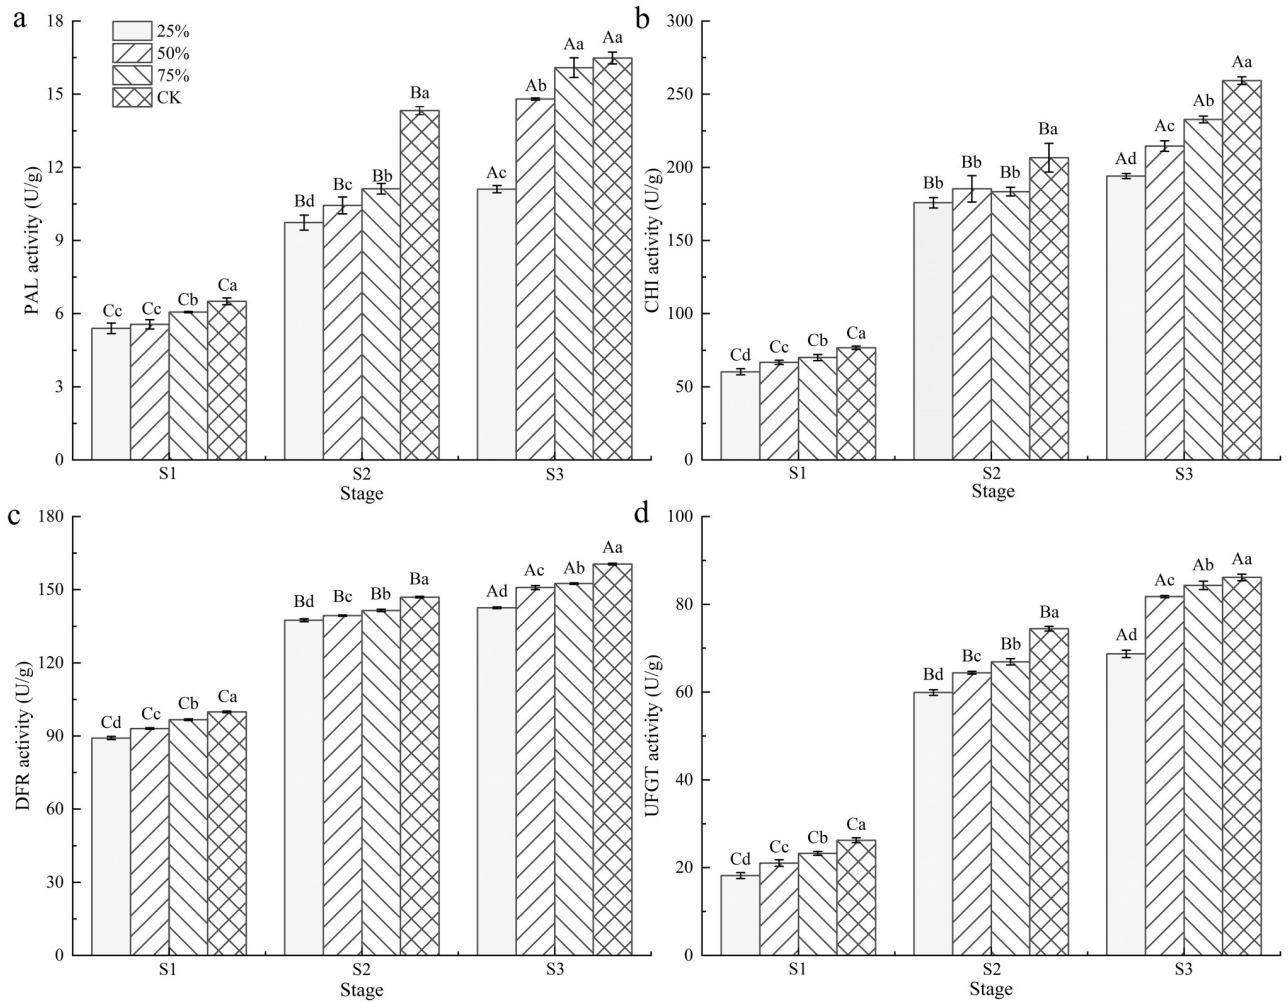 a
18
15
12
9
6
3
0
PAL activity (U/g)
25%
50%
75%
CK
Cc Cc Cb Ca
Bd Bc Bb Ba
Ac Ab Aa Aa
S1 S2 S3
Stage
b
300
250
200
150
100
50
0
CHI activity (U/g)
Cd Cc Cb Ca
Bb Bb Bb Ba
Ad Ac Ab Aa
S1 S2 S3
Stage
c
180
150
120
90
60
30
0
DFR activity (U/g)
Cd Cc Cb Ca
Bd Bc Bb Ba
Ad Ac Ab Aa
S1 S2 S3
Stage
d
100
80
60
40
20
0
UFGT activity (U/g)
Cd Cc Cb Ca
Bd Bc Bb Ba
Ad Ac Ab Aa
S1 S2 S3
Stage